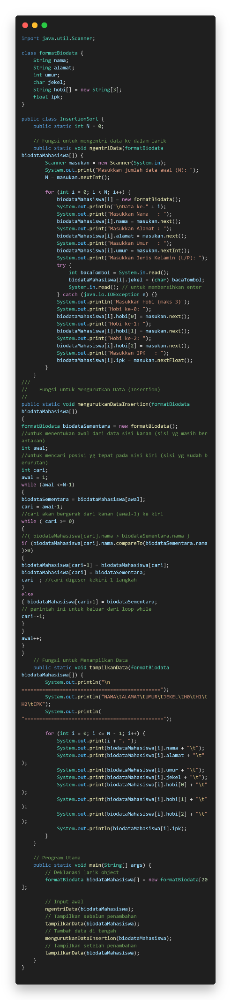 import java.util.Scanner;

class formatBiodata {
    String nama;
    String alamat;
    int umur;
    char jekel;
    String hobi[] = new String[3];
    float ipk;
}

public class InsertionSort {
    public static int N = 0;

    // Fungsi untuk mengentri data ke dalam larik
    public static void ngentriData(formatBiodata
biodataMahasiswa[]) {
        Scanner masukan = new Scanner(System.in);
        System.out.print("Masukkan jumlah data awal (N): ");
        N = masukan.nextInt();

        for (int i = 0; i < N; i++) {
            biodataMahasiswa[i] = new formatBiodata();
            System.out.println("\nData ke-" + i);
            System.out.print("Masukkan Nama   : ");
            biodataMahasiswa[i].nama = masukan.next();
            System.out.print("Masukkan Alamat : ");
            biodataMahasiswa[i].alamat = masukan.next();
            System.out.print("Masukkan Umur   : ");
            biodataMahasiswa[i].umur = masukan.nextInt();
            System.out.print("Masukkan Jenis Kelamin (L/P): ");
            try {
                int bacaTombol = System.in.read();
                biodataMahasiswa[i].jekel = (char) bacaTombol;
                System.in.read(); // untuk membersihkan enter
            } catch (java.io.IOException e) {}
            System.out.println("Masukkan Hobi (maks 3)");
            System.out.print("Hobi ke-0: ");
            biodataMahasiswa[i].hobi[0] = masukan.next();
            System.out.print("Hobi ke-1: ");
            biodataMahasiswa[i].hobi[1] = masukan.next();
            System.out.print("Hobi ke-2: ");
            biodataMahasiswa[i].hobi[2] = masukan.next();
            System.out.print("Masukkan IPK   : ");
            biodataMahasiswa[i].ipk = masukan.nextFloat();
        }
    }
///
//--- Fungsi untuk Mengurutkan Data (Insertion) ---
//
public static void mengurutkanDataInsertion(formatBiodata
biodataMahasiswa[])
{
formatBiodata biodataSementara = new formatBiodata();
//untuk menentukan awal dari data sisi kanan (sisi yg masih ber
antakan)
int awal;
//untuk mencari posisi yg tepat pada sisi kiri (sisi yg sudah b
erurutan)
int cari;
awal = 1;
while (awal <=N-1)
{
biodataSementara = biodataMahasiswa[awal];
cari = awal-1;
//cari akan bergerak dari kanan (awal-1) ke kiri
while ( cari >= 0)
{
//( biodataMahasiswa[cari].nama > biodataSementara.nama )
if (biodataMahasiswa[cari].nama.compareTo(biodataSementara.nama
)>0)
{
biodataMahasiswa[cari+1] = biodataMahasiswa[cari];
biodataMahasiswa[cari] = biodataSementara;
cari--; //cari digeser kekiri 1 langkah
}
else
{ biodataMahasiswa[cari+1] = biodataSementara;
// perintah ini untuk keluar dari loop while
cari=-1;
}
}
awal++;
}
}
    // Fungsi untuk Menampilkan Data
    public static void tampilkanData(formatBiodata
biodataMahasiswa[]) {
        System.out.println("\n
===============================================");
        System.out.println("NAMA\tALAMAT\tUMUR\tJEKEL\tH0\tH1\t
H2\tIPK");
        System.out.println(
"===============================================");

        for (int i = 0; i <= N - 1; i++) {
            System.out.print(i + ". ");
            System.out.print(biodataMahasiswa[i].nama + "\t");
            System.out.print(biodataMahasiswa[i].alamat + "\t"
);
            System.out.print(biodataMahasiswa[i].umur + "\t");
            System.out.print(biodataMahasiswa[i].jekel + "\t");
            System.out.print(biodataMahasiswa[i].hobi[0] + "\t"
);
            System.out.print(biodataMahasiswa[i].hobi[1] + "\t"
);
            System.out.print(biodataMahasiswa[i].hobi[2] + "\t"
);
            System.out.println(biodataMahasiswa[i].ipk);
        }
    }

    // Program Utama
    public static void main(String[] args) {
        // Deklarasi larik object
        formatBiodata biodataMahasiswa[] = new formatBiodata[20
];

        // Input awal
        ngentriData(biodataMahasiswa);
        // Tampilkan sebelum penambahan
        tampilkanData(biodataMahasiswa);
        // Tambah data di tengah
        mengurutkanDataInsertion(biodataMahasiswa);
        // Tampilkan setelah penambahan
        tampilkanData(biodataMahasiswa);
    }
}